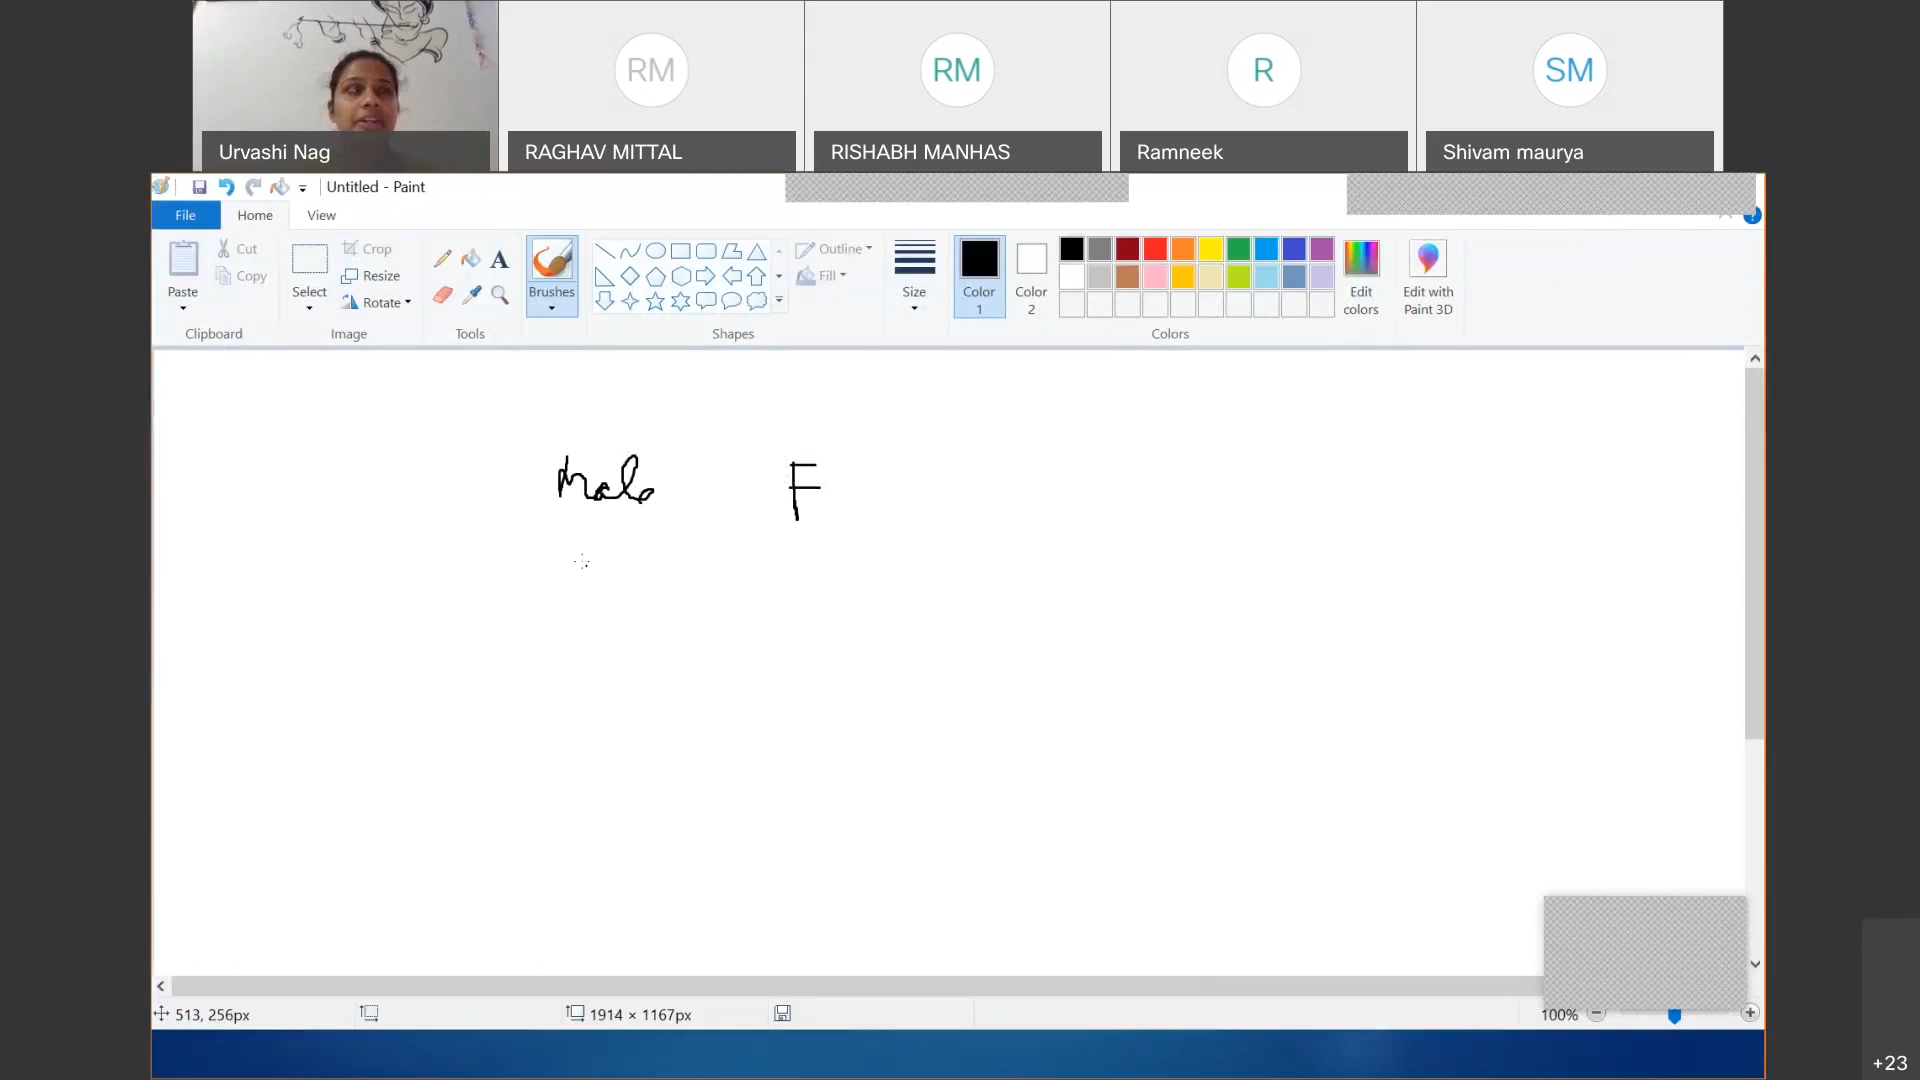 RM
RM
R
SM
Urvashi Nag
RAGHAV MITTAL
RISHABH MANHAS
Ramneek
Shivam maurya
Untitled - Paint
File
Home
View
Paste
Cut
Copy
Clipboard
Select
Crop
Resize
Rotate
Image
A
Tools
Brushes
Outline
Fill
Shapes
Size
Color
1
Color
2
Edit
colors
Edit with
Paint 3D
Colors
Male F
513, 256px
1914 × 1167px
100%
+23